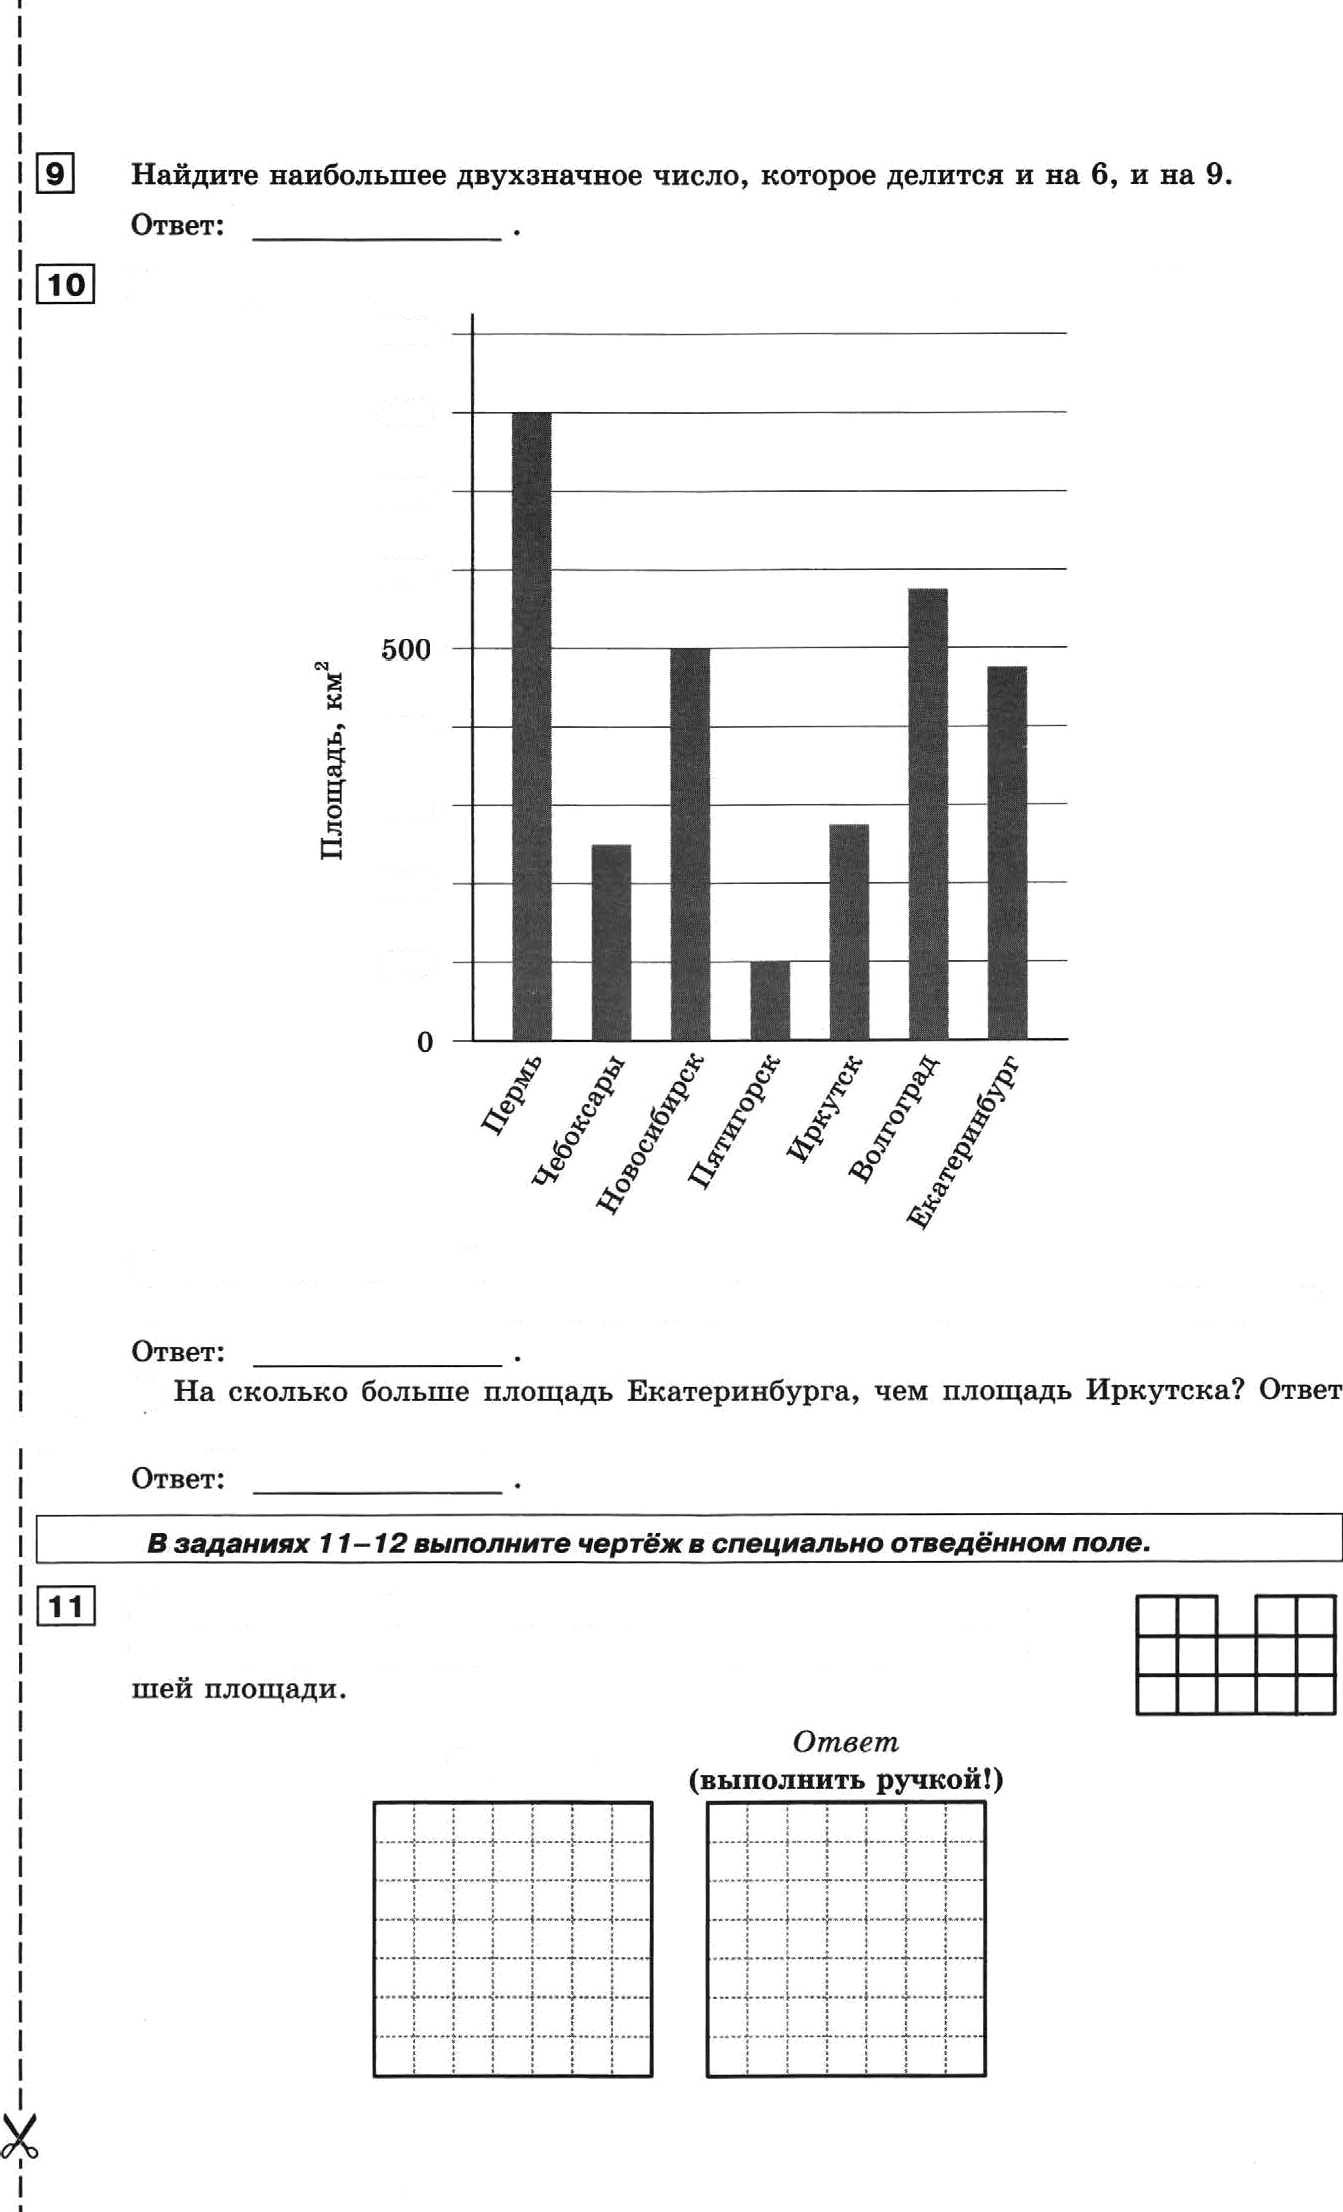 9 Найдите наибольшее двухзначное число, которое делится и на 6, и на 9.
Ответ: .
10
Площадь, км²
500
0
Пермь
Чебоксары
Новосибирск
Пятигорск
Иркутск
Волгоград
Екатеринбург
Ответ: .
На сколько больше площадь Екатеринбурга, чем площадь Иркутска? Ответ
Ответ: .
В заданиях 11–12 выполните чертёж в специально отведённом поле.
11
шей площади.
Ответ
(выполнить ручкой!)